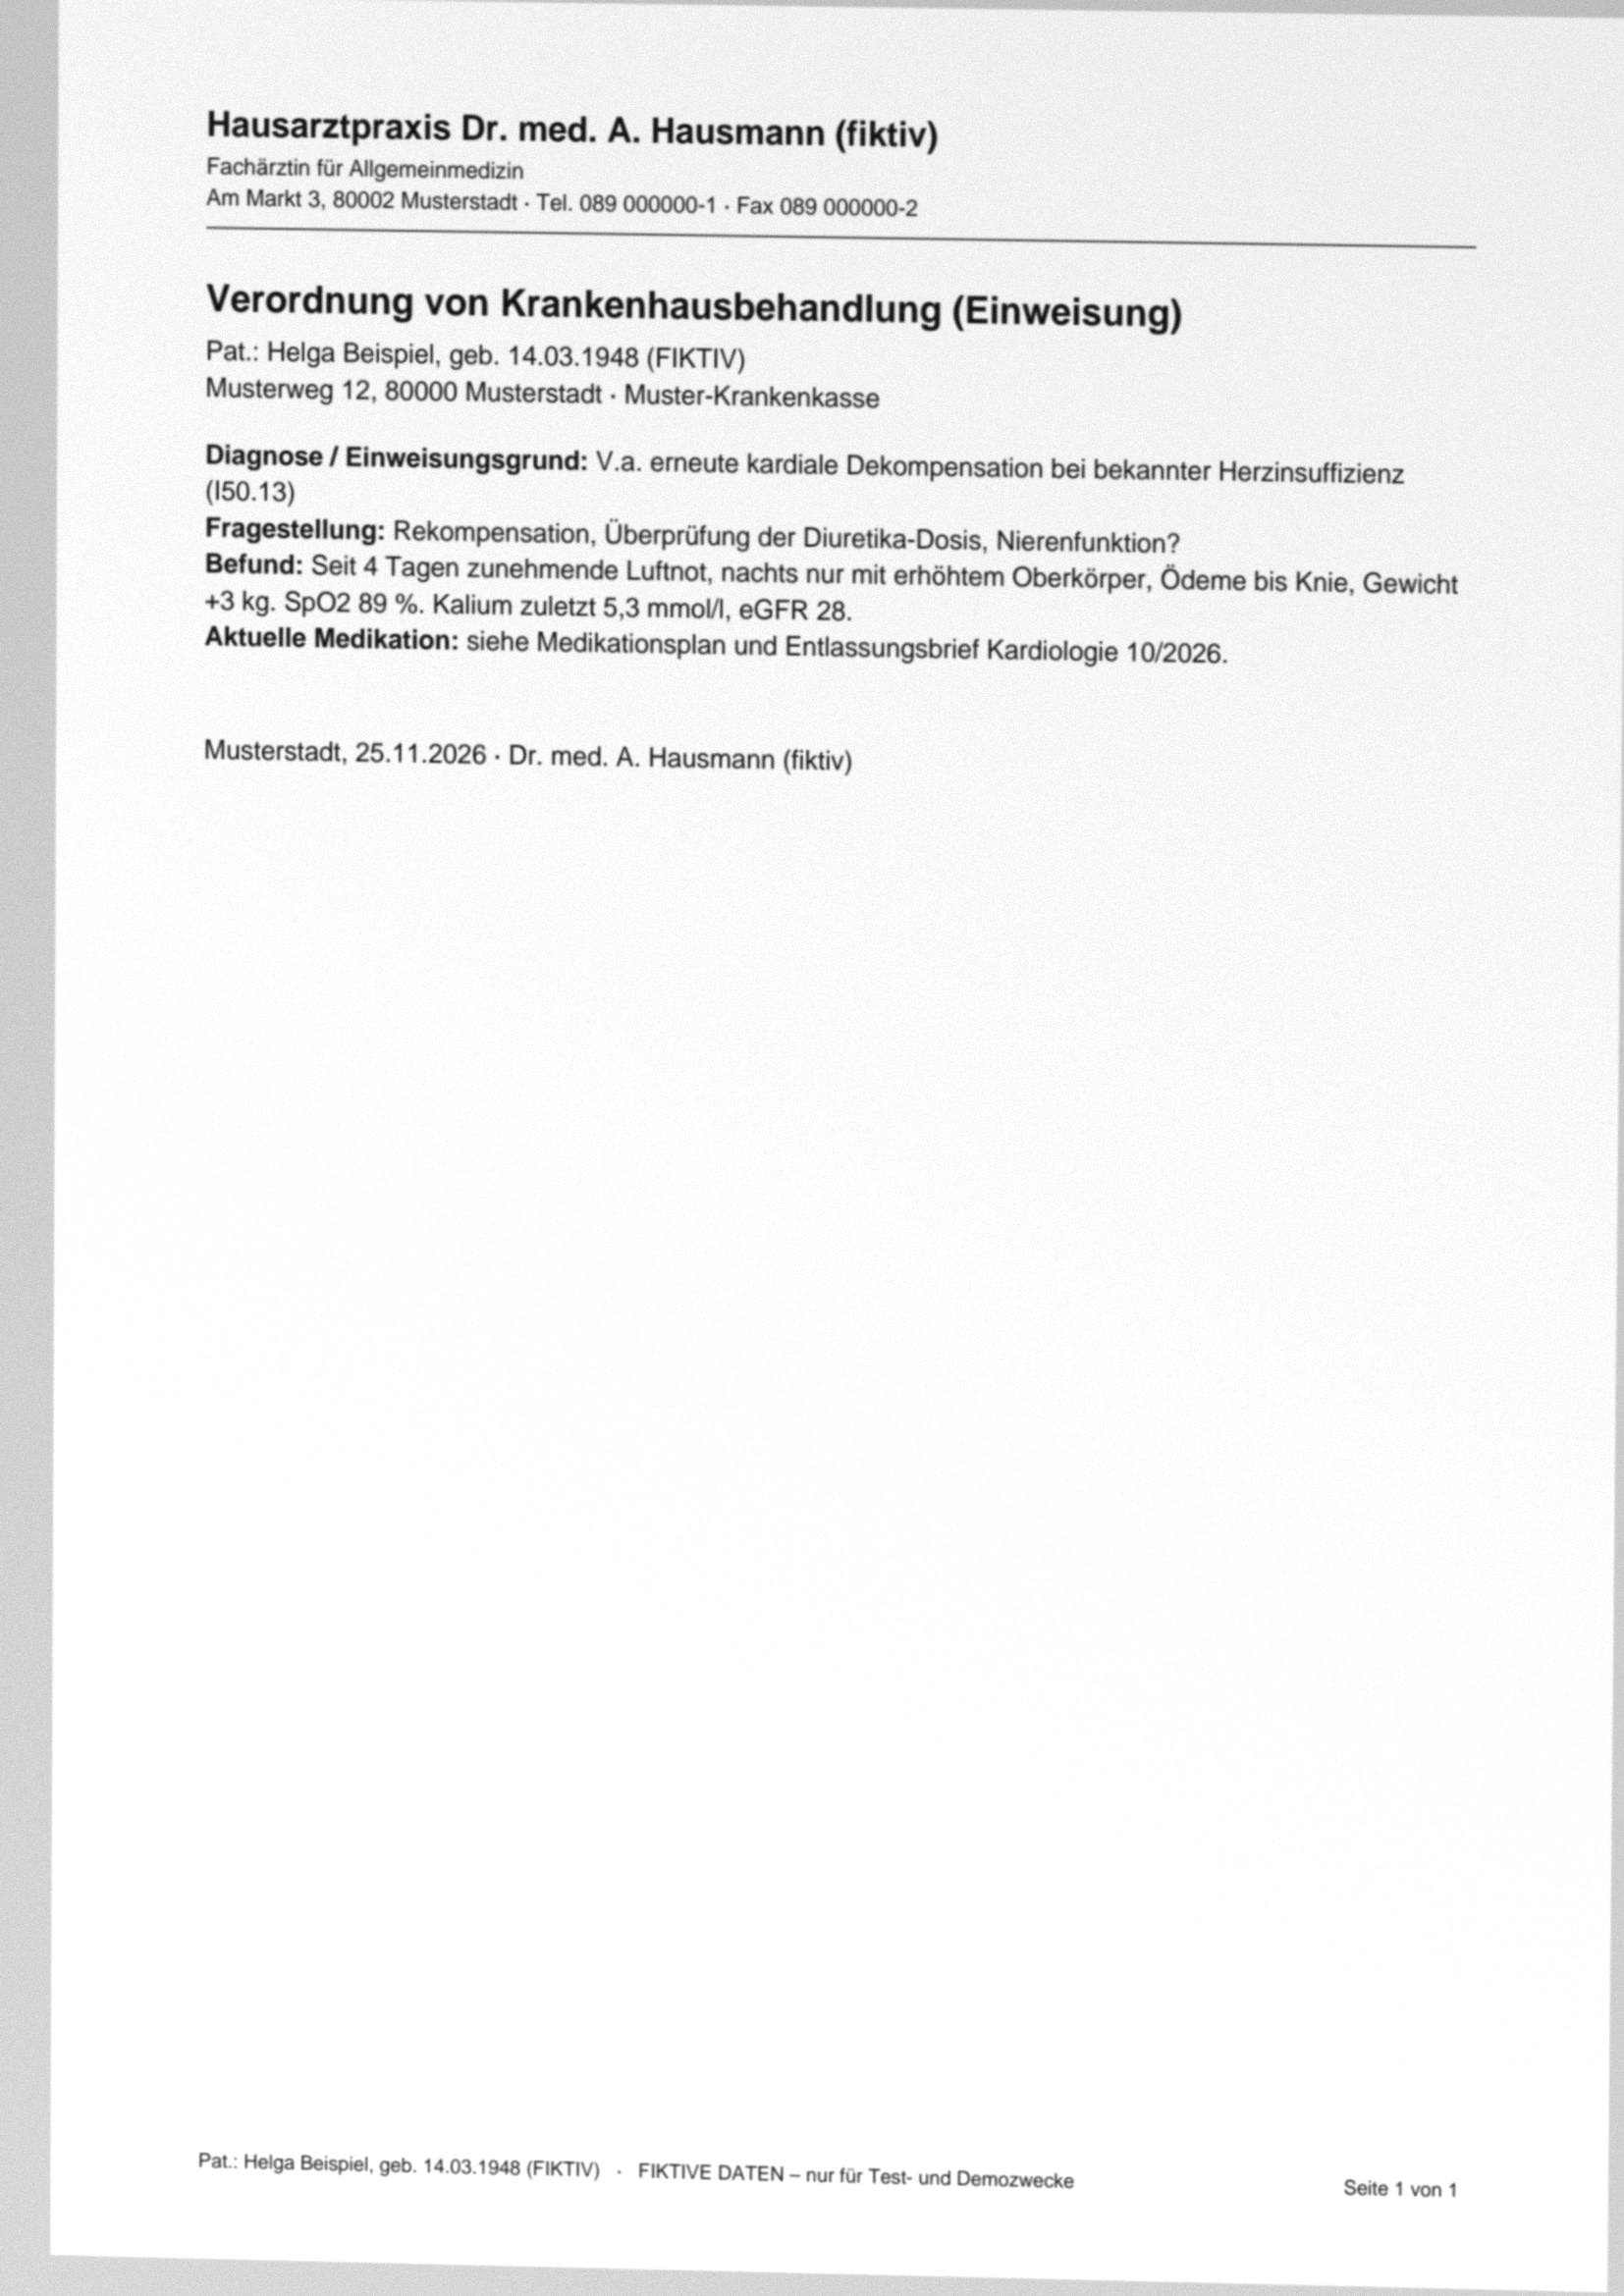 Hausarztpraxis Dr. med. A. Hausmann (fiktiv)
Fachärztin für Allgemeinmedizin
Am Markt 3, 80002 Musterstadt · Tel. 089 000000-1 · Fax 089 000000-2
Verordnung von Krankenhausbehandlung (Einweisung)
Pat.: Helga Beispiel, geb. 14.03.1948 (FIKTIV)
Musterweg 12, 80000 Musterstadt · Muster-Krankenkasse
Diagnose / Einweisungsgrund: V.a. erneute kardiale Dekompensation bei bekannter Herzinsuffizienz
(I50.13)
Fragestellung: Rekompensation, Überprüfung der Diuretika-Dosis, Nierenfunktion?
Befund: Seit 4 Tagen zunehmende Luftnot, nachts nur mit erhöhtem Oberkörper, Ödeme bis Knie, Gewicht
+3 kg. SpO2 89 %. Kalium zuletzt 5,3 mmol/l, eGFR 28.
Aktuelle Medikation: siehe Medikationsplan und Entlassungsbrief Kardiologie 10/2026.
Musterstadt, 25.11.2026 · Dr. med. A. Hausmann (fiktiv)
Pat.: Helga Beispiel, geb. 14.03.1948 (FIKTIV) · FIKTIVE DATEN – nur für Test- und Demozwecke
Seite 1 von 1